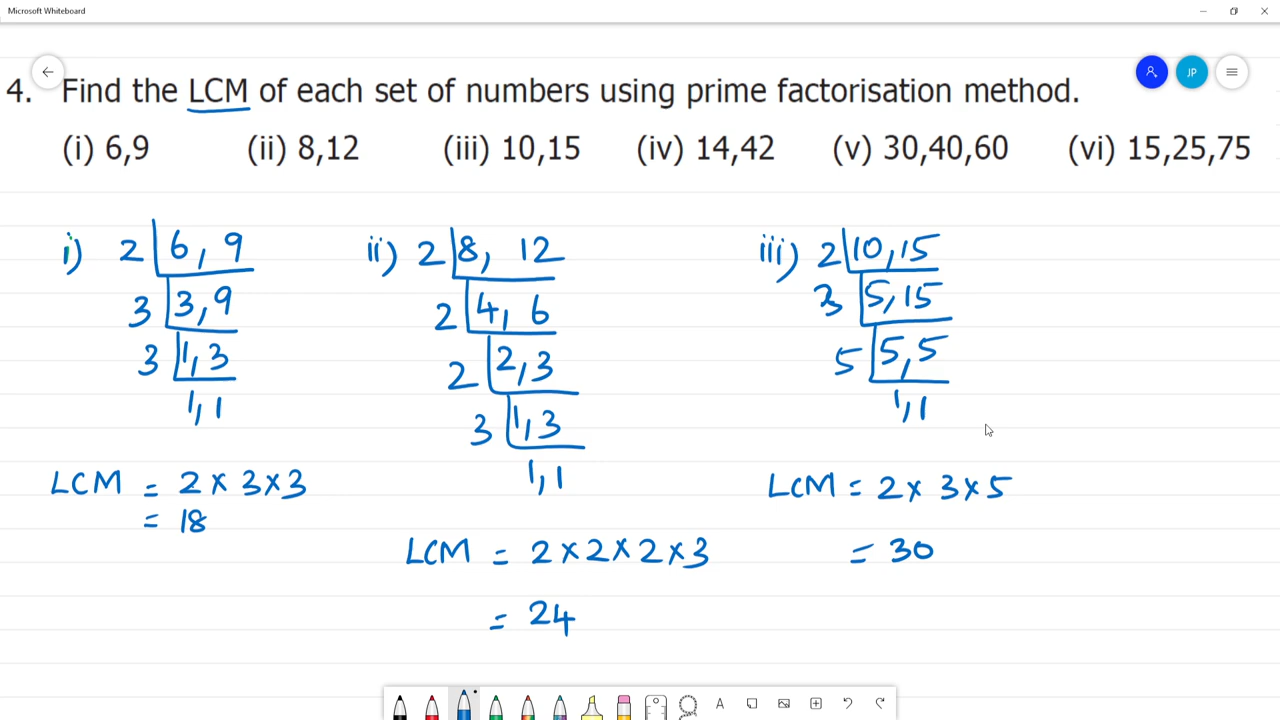 Microsoft Whiteboard
JP
4. Find the LCM of each set of numbers using prime factorisation method.
(i) 6,9 (ii) 8,12 (iii) 10,15 (iv) 14,42 (v) 30,40,60 (vi) 15,25,75
i) 2 6, 9
3 3, 9
3 1, 3
1, 1
LCM = 2 × 3 × 3
= 18
ii) 2 8, 12
2 4, 6
2 2, 3
3 1, 3
1, 1
LCM = 2 × 2 × 2 × 3
= 24
iii) 2 10, 15
3 5, 15
5 5, 5
1, 1
LCM = 2 × 3 × 5
= 30
A